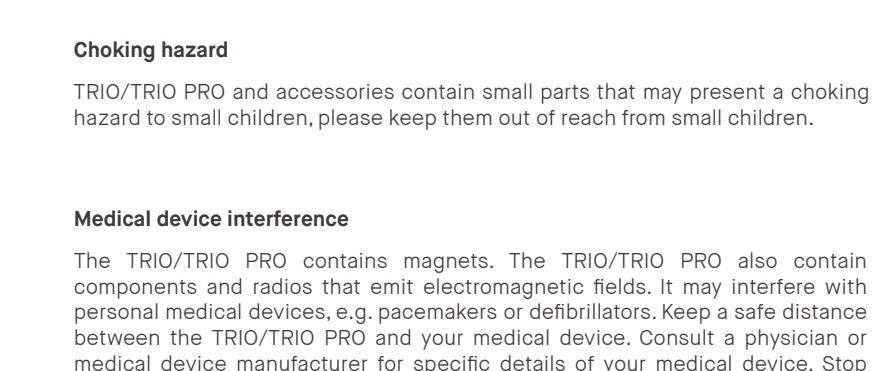 Choking hazard
TRIO/TRIO PRO and accessories contain small parts that may present a choking
hazard to small children, please keep them out of reach from small children.
Medical device interference
The TRIO/TRIO PRO contains magnets. The TRIO/TRIO PRO also contain
components and radios that emit electromagnetic fields. It may interfere with
personal medical devices, e.g. pacemakers or defibrillators. Keep a safe distance
between the TRIO/TRIO PRO and your medical device. Consult a physician or
medical device manufacturer for specific details of your medical device. Stop